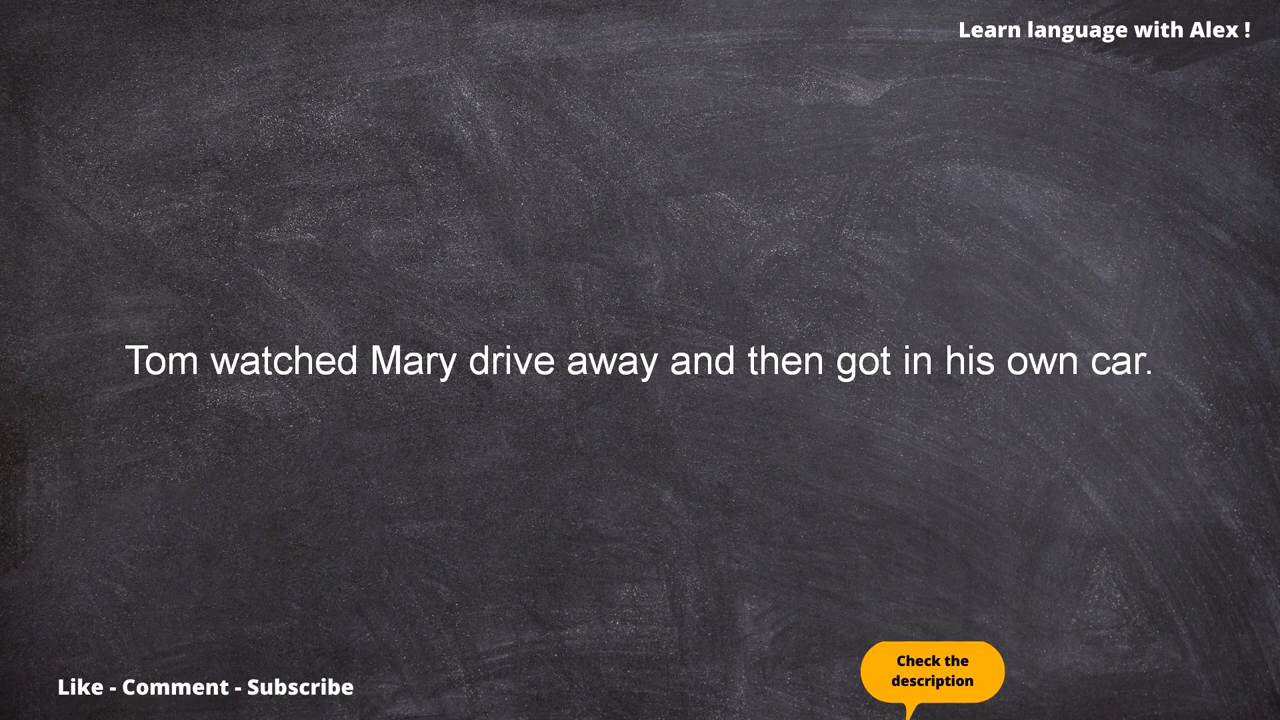 Learn language with Alex !
Tom watched Mary drive away and then got in his own car.
Like - Comment - Subscribe
Check the
description